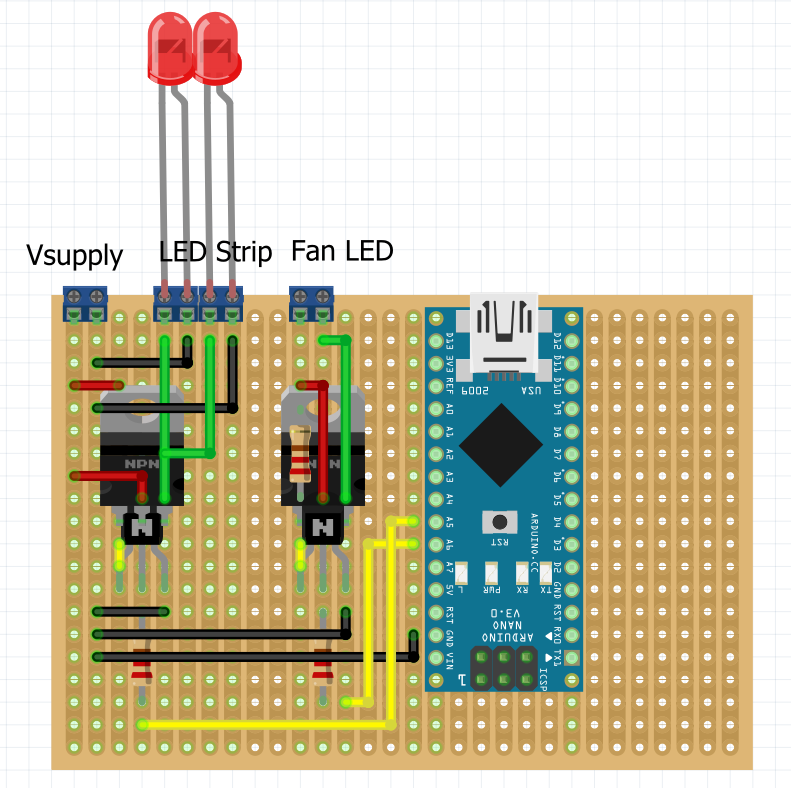 Vsupply
LED Strip
Fan LED
NPN
N
NPN
N
D13
3V3
REF
A0
A1
A2
A3
A4
A5
A6
A7
5V
RST
GND
VIN
D12
D11
D10
D9
D8
D7
D6
D5
D4
D3
D2
GND
RST
RX0
TX1
2009
USA
RST
ARDUINO.CC
L
PWR
RX
TX
V3.0
NANO
ARDUINO
1
ICSP